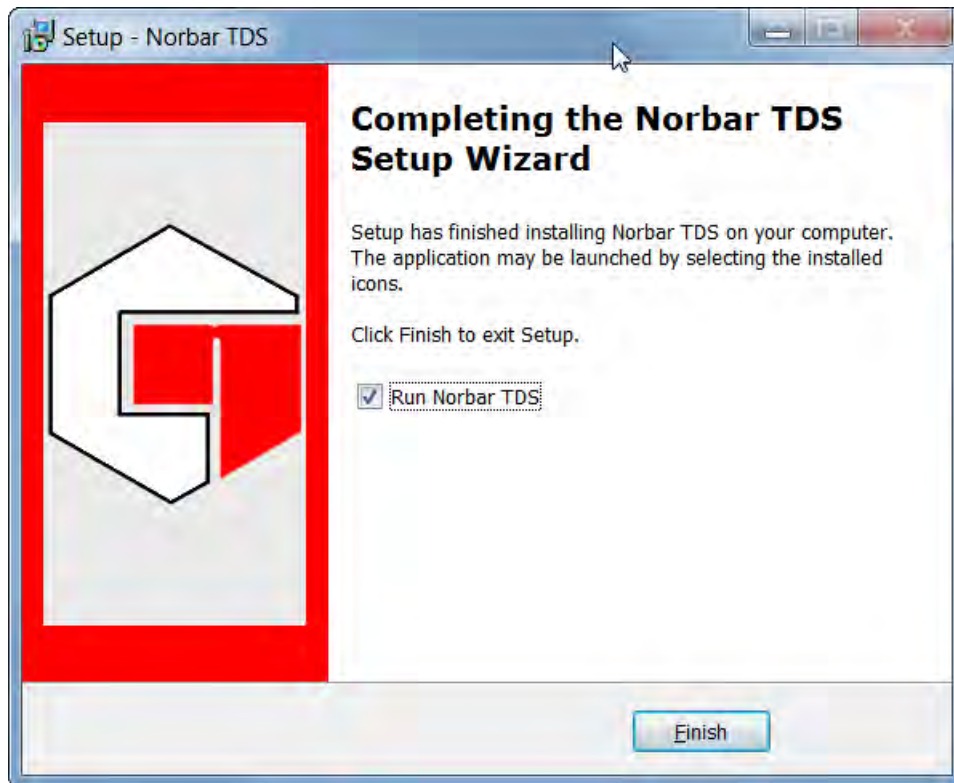 Setup - Norbar TDS
Completing the Norbar TDS
Setup Wizard
Setup has finished installing Norbar TDS on your computer.
The application may be launched by selecting the installed
icons.
Click Finish to exit Setup.
Run Norbar TDS
Finish